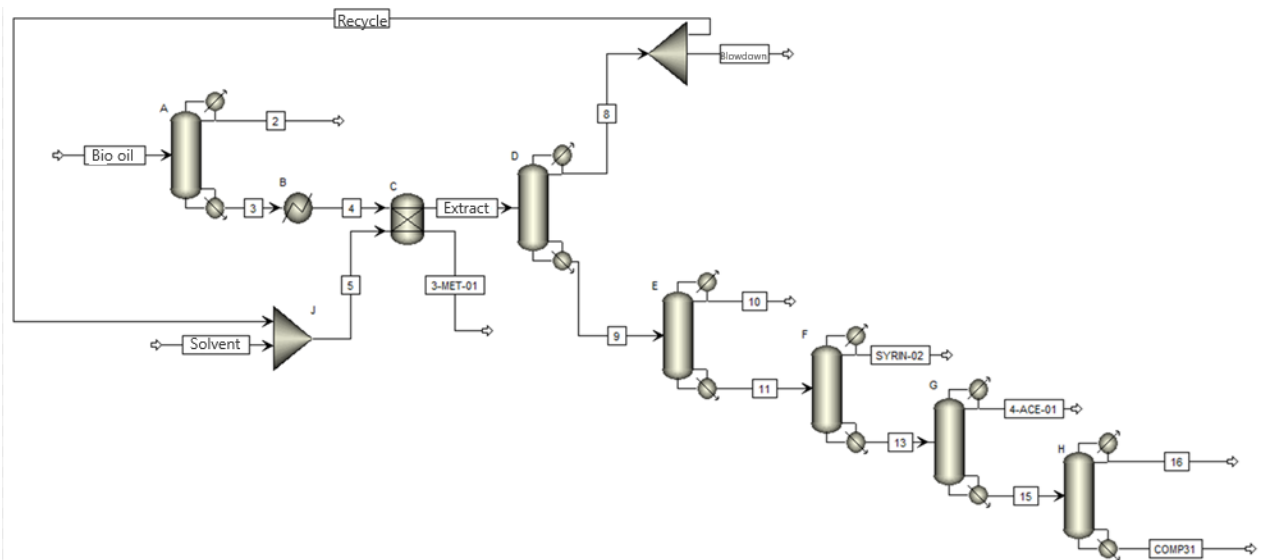 Recycle
Blowdown
A
2
8
Bio oil
D
B
C
3
4
Extract
5
3-MET-01
J
Solvent
E
10
9
F
SYRIN-02
11
G
4-ACE-01
13
H
16
15
COMP31